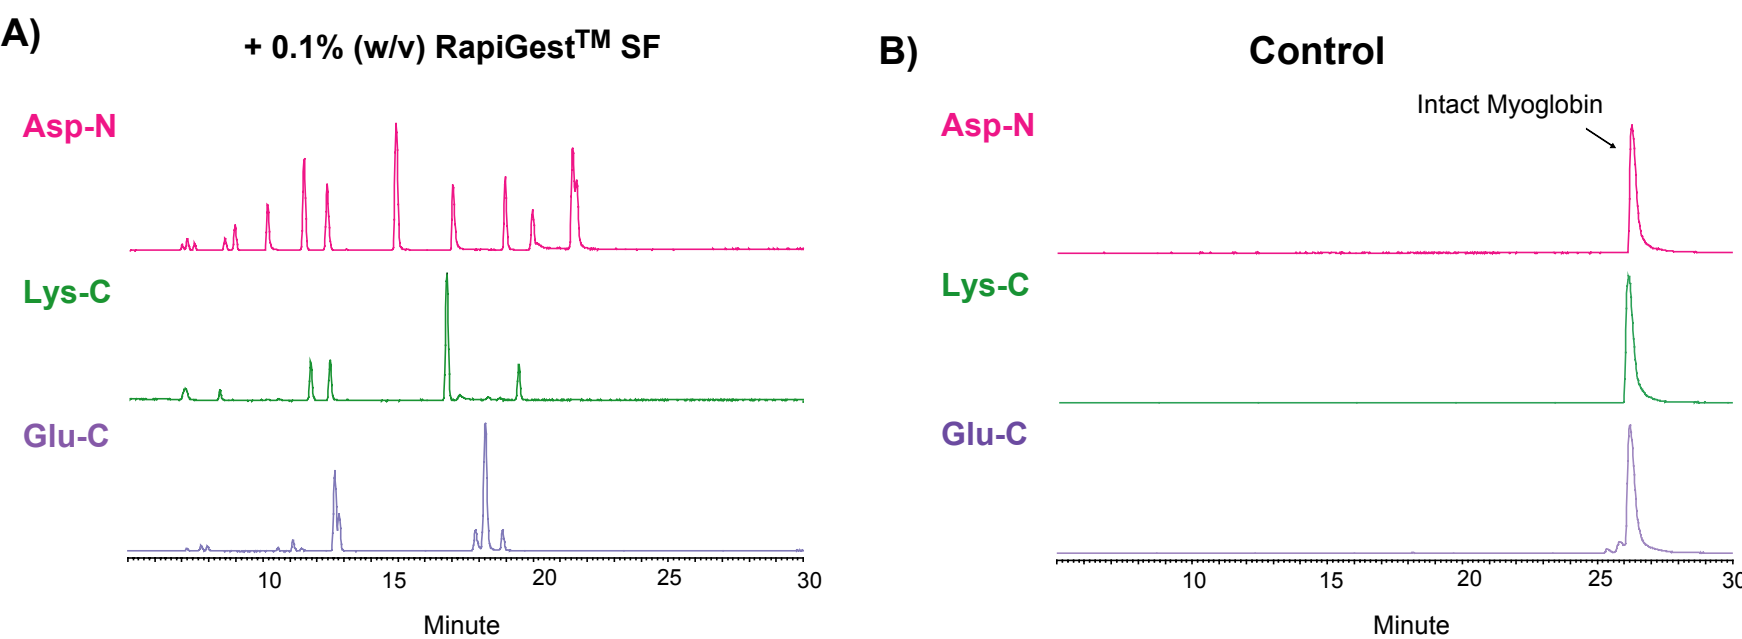 A)
+ 0.1% (w/v) RapiGest™ SF
Asp-N
Lys-C
Glu-C
10 15 20 25 30
Minute
B)
Control
Intact Myoglobin
Asp-N
Lys-C
Glu-C
10 15 20 25 30
Minute